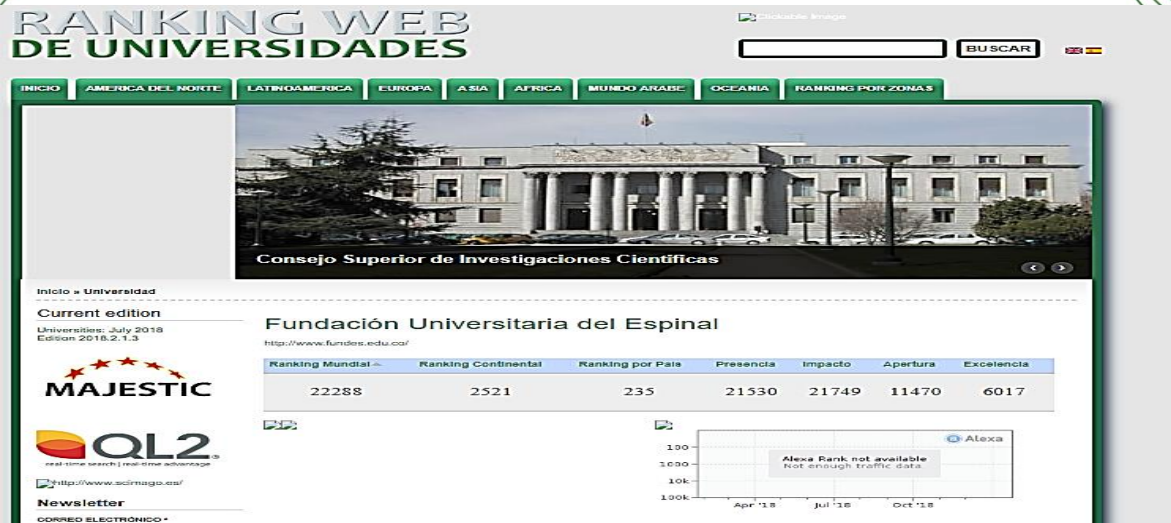 Clickable Image
RANKING WEB
DE UNIVERSIDADES
BUSCAR
INICIO AMERICA DEL NORTE LATINOAMERICA EUROPA ASIA AFRICA MUNDO ARABE OCEANIA RANKING POR ZONAS
Consejo Superior de Investigaciones Cientificas
Inicio » Universidad
Current edition
Universities: July 2018
Edition 2018.2.1.3
MAJESTIC
QL2
real-time search | real-time advantage
http://www.scimago.es/
Newsletter
CORREO ELECTRÓNICO *
Fundación Universitaria del Espinal
http://www.fundes.edu.co/
Ranking Mundial Ranking Continental Ranking por Pais Presencia Impacto Apertura Excelencia
22288 2521 235 21530 21749 11470 6017
Alexa
Alexa Rank not available
Not enough traffic data
100
1000
10k
100k
Apr '18 Jul '18 Oct '18